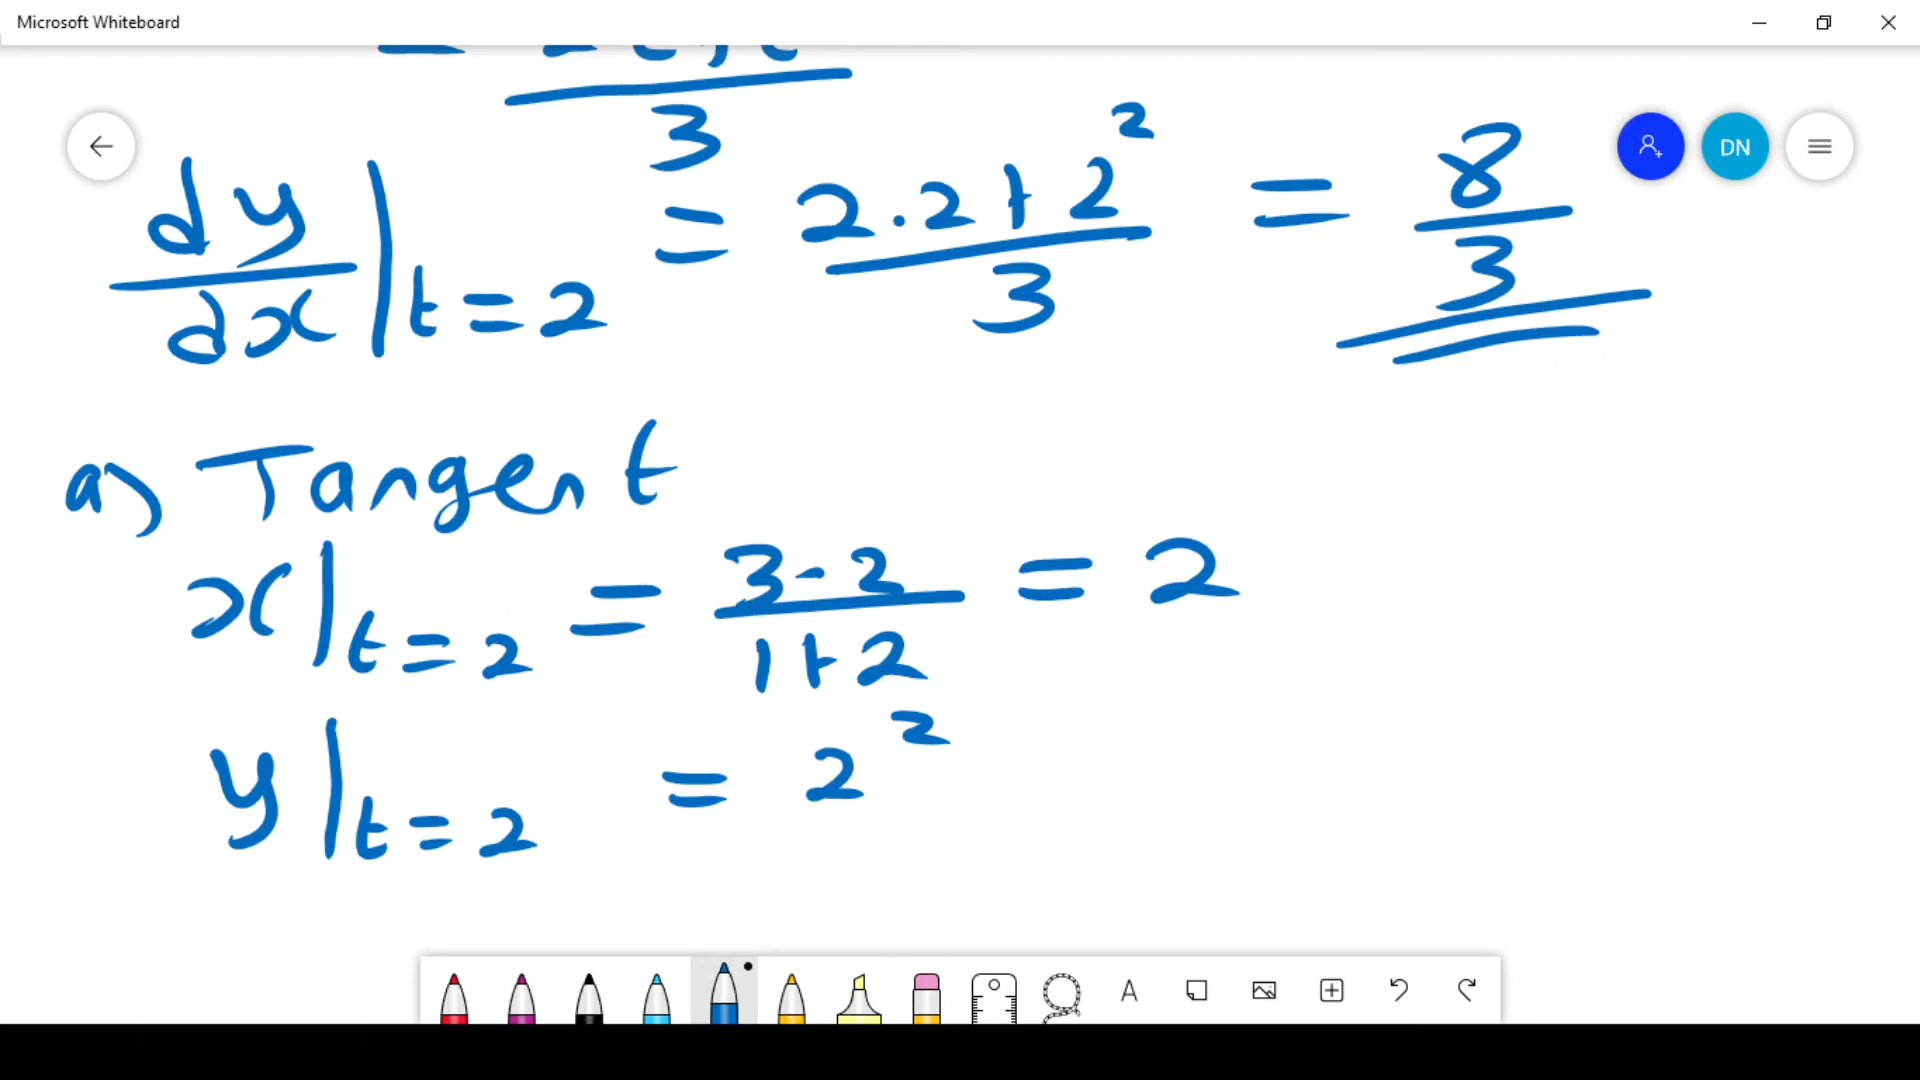 Microsoft Whiteboard
3
dy/dx |t=2 = 2.2+2²/3 = 8/3
DN
a) Tangent
x|t=2 = 3·2/1+2 = 2
y|t=2 = 2²
A